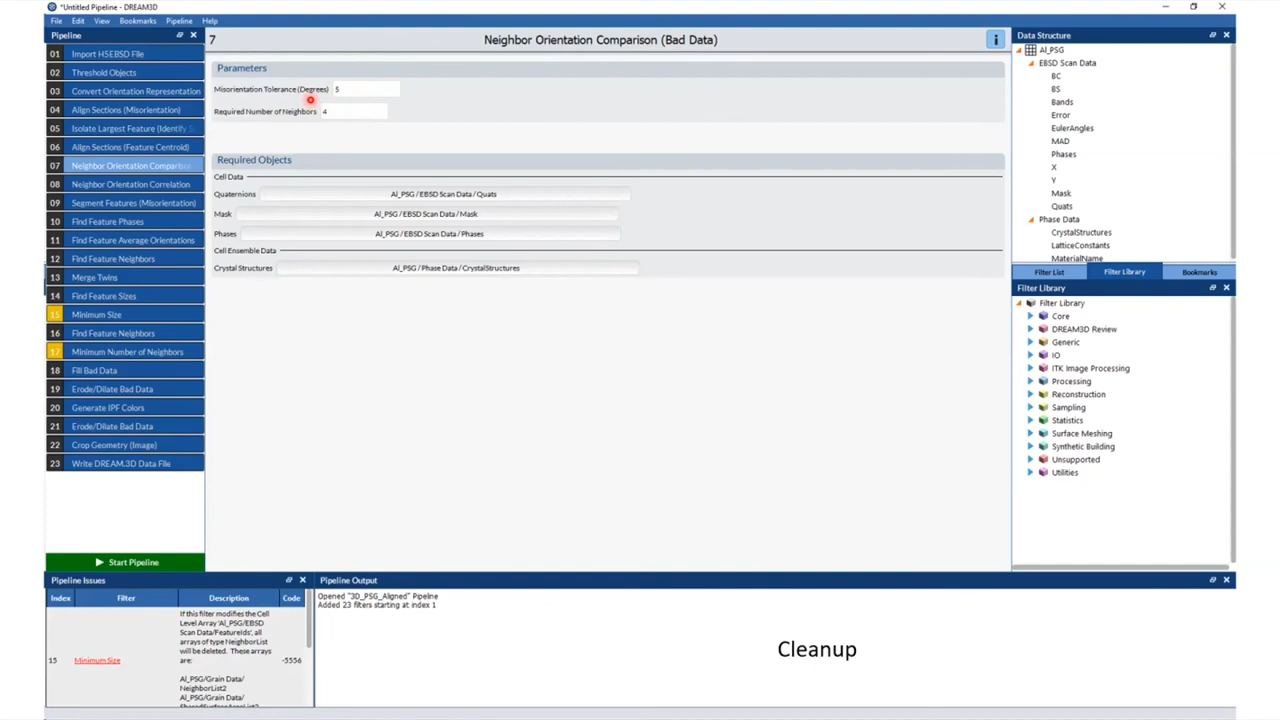 *Untitled Pipeline - DREAM3D
File Edit View Bookmarks Pipeline Help
Pipeline
01 Import H5EBSD File
02 Threshold Objects
03 Convert Orientation Representation
04 Align Sections (Misorientation)
05 Isolate Largest Feature (Identify S
06 Align Sections (Feature Centroid)
07 Neighbor Orientation Comparison
08 Neighbor Orientation Correlation
09 Segment Features (Misorientation)
10 Find Feature Phases
11 Find Feature Average Orientations
12 Find Feature Neighbors
13 Merge Twins
14 Find Feature Sizes
15 Minimum Size
16 Find Feature Neighbors
17 Minimum Number of Neighbors
18 Fill Bad Data
19 Erode/Dilate Bad Data
20 Generate IPF Colors
21 Erode/Dilate Bad Data
22 Crop Geometry (Image)
23 Write DREAM.3D Data File
Start Pipeline
7 Neighbor Orientation Comparison (Bad Data) i
Parameters
Misorientation Tolerance (Degrees) 5
Required Number of Neighbors 4
Required Objects
Cell Data
Quaternions Al_PSG / EBSD Scan Data / Quats
Mask Al_PSG / EBSD Scan Data / Mask
Phases Al_PSG / EBSD Scan Data / Phases
Cell Ensemble Data
Crystal Structures Al_PSG / Phase Data / CrystalStructures
Data Structure
Al_PSG
EBSD Scan Data
BC
BS
Bands
Error
EulerAngles
MAD
Phases
X
Y
Mask
Quats
Phase Data
CrystalStructures
LatticeConstants
MaterialName
Filter List Filter Library Bookmarks
Filter Library
Filter Library
Core
DREAM3D Review
Generic
IO
ITK Image Processing
Processing
Reconstruction
Sampling
Statistics
Surface Meshing
Synthetic Building
Unsupported
Utilities
Pipeline Issues
Index Filter Description Code
15 Minimum Size -5556
If this filter modifies the Cell
Level Array 'Al_PSG/EBSD
Scan Data/FeatureIds', all
arrays of type NeighborList
will be deleted. These arrays
are:
Al_PSG/Grain Data/
NeighborList2
Al_PSG/Grain Data/
SharedSurfaceAreaList2
Pipeline Output
Opened "3D_PSG_Aligned" Pipeline
Added 23 filters starting at index 1
Cleanup